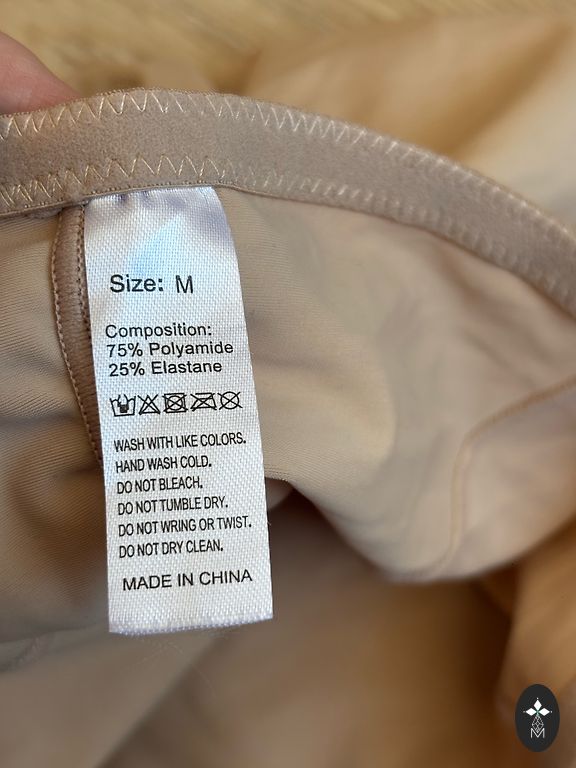 Size: M
Composition:
75% Polyamide
25% Elastane
WASH WITH LIKE COLORS.
HAND WASH COLD.
DO NOT BLEACH.
DO NOT TUMBLE DRY.
DO NOT WRING OR TWIST.
DO NOT DRY CLEAN.
MADE IN CHINA
M